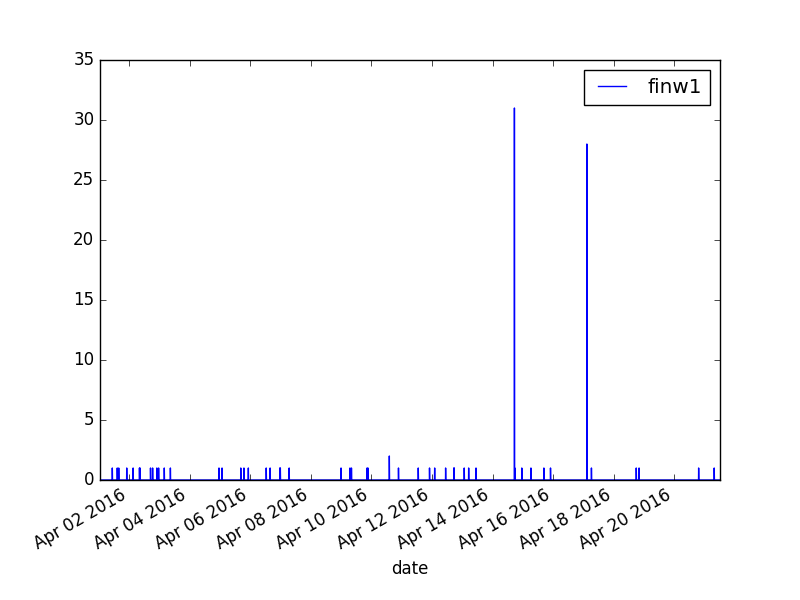 35
30
25
20
15
10
5
0
finw1
Apr 02 2016
Apr 04 2016
Apr 06 2016
Apr 08 2016
Apr 10 2016
Apr 12 2016
Apr 14 2016
Apr 16 2016
Apr 18 2016
Apr 20 2016
date